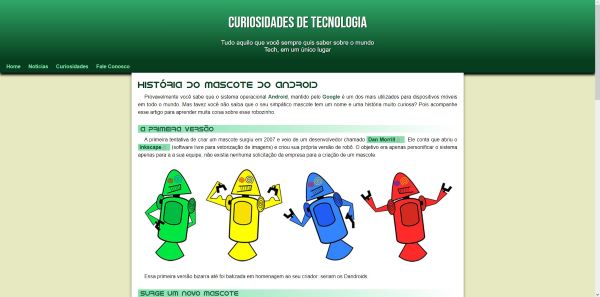 CURIOSIDADES DE TECNOLOGIA
Tudo aquilo que você sempre quis saber sobre o mundo
Tech, em um único lugar
Home Notícias Curiosidades Fale Conosco
HISTÓRIA DO MASCOTE DO ANDROID
Provavelmente você sabe que o sistema operacional Android, mantido pelo Google é um dos mais utilizados para dispositivos móveis
em todo o mundo. Mas tavez você não saiba que o seu simpático mascote tem um nome e uma história muito curiosa? Pois acompanhe
esse artigo para aprender muita coisa sobre esse robozinho.
A PRIMEIRA VERSÃO
A primeira tentativa de criar um mascote surgiu em 2007 e veio de um desenvolvedor chamado Dan Morrill. Ele conta que abriu o
Inkscape (software livre para vetorização de imagens) e criou sua própria versão de robô. O objetivo era apenas personificar o sistema
apenas para a sua equipe, não existia nenhuma solicitação da empresa para a criação de um mascote.
Essa primeira versão bizarra até foi batizada em homenagem ao seu criador: seriam os Dandroids.
SURGE UM NOVO MASCOTE